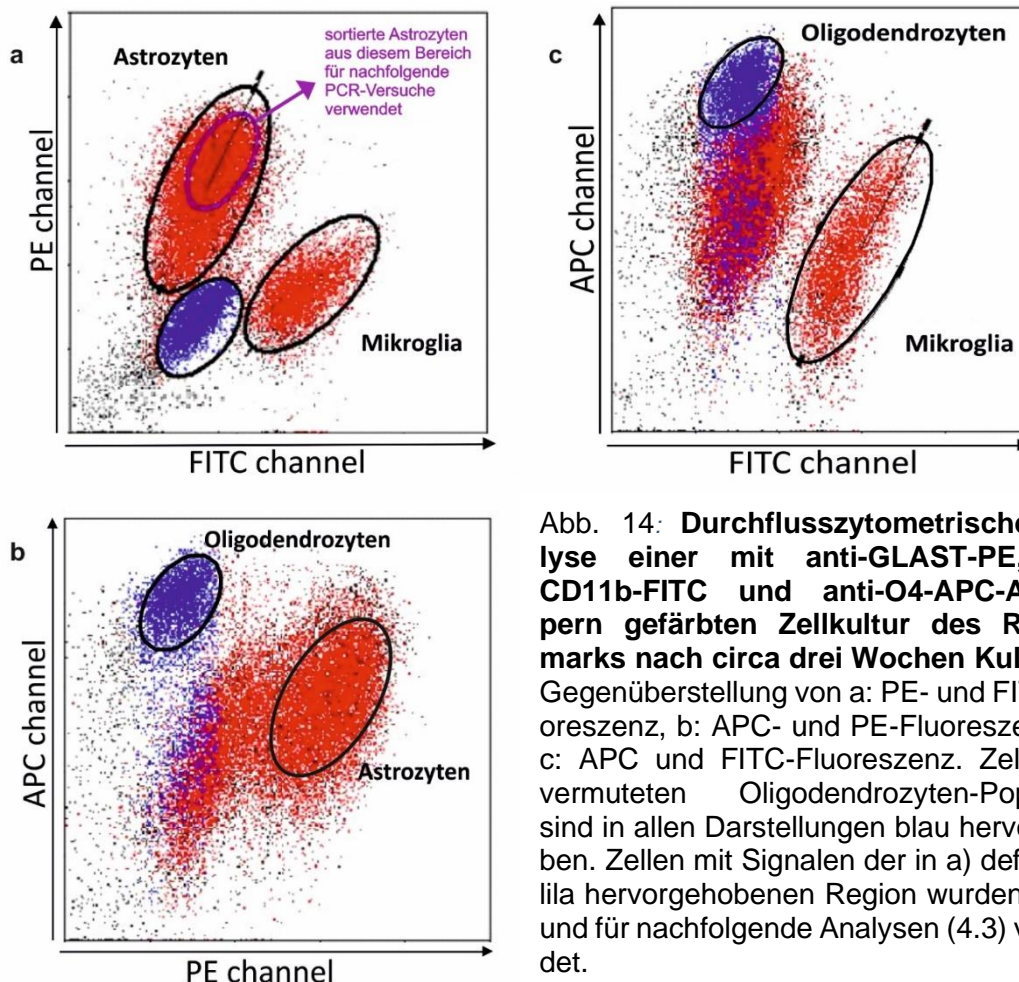 a
Astrozyten
sortierte Astrozyten
aus diesem Bereich
für nachfolgende
PCR-Versuche
verwendet
Mikroglia
PE channel
FITC channel
c
Oligodendrozyten
Mikroglia
APC channel
FITC channel
b
Oligodendrozyten
Astrozyten
APC channel
PE channel
Abb. 14: Durchflusszytometrische
lyse einer mit anti-GLAST-PE,
CD11b-FITC und anti-O4-APC-A
pern gefärbten Zellkultur des R
marks nach circa drei Wochen Kul
Gegenüberstellung von a: PE- und FI
oreszenz, b: APC- und PE-Fluoresze
c: APC und FITC-Fluoreszenz. Zel
vermuteten Oligodendrozyten-Pop
sind in allen Darstellungen blau herv
ben. Zellen mit Signalen der in a) def
lila hervorgehobenen Region wurden
und für nachfolgende Analysen (4.3) v
det.